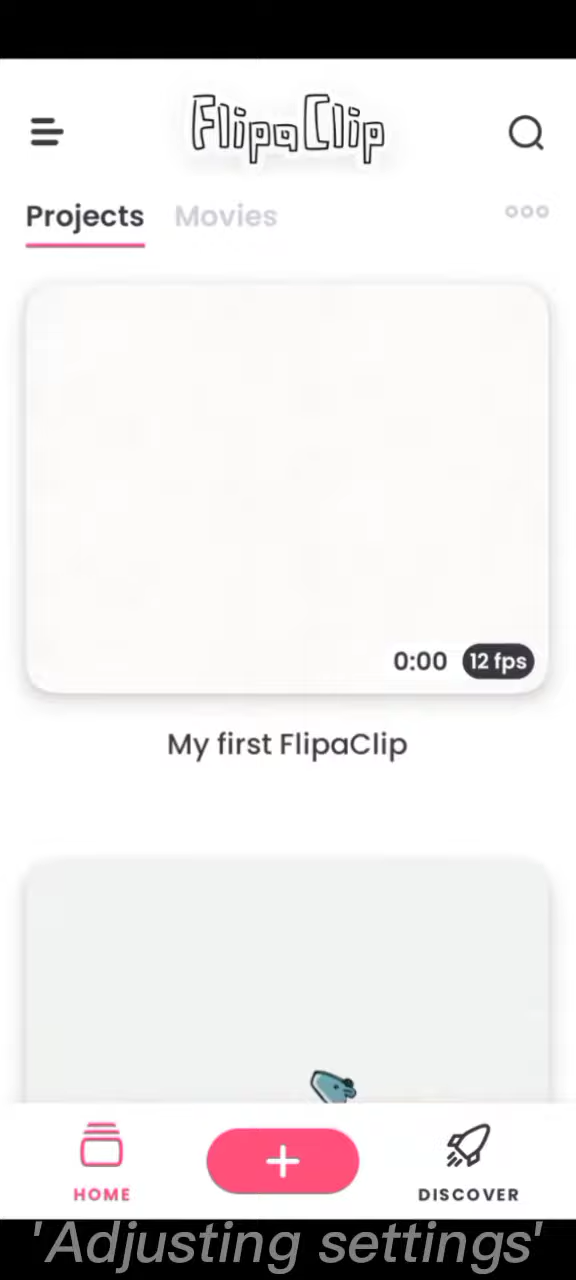 FlipaClip
Projects Movies
0:00 12 fps
My first FlipaClip
HOME
DISCOVER
'Adjusting settings'